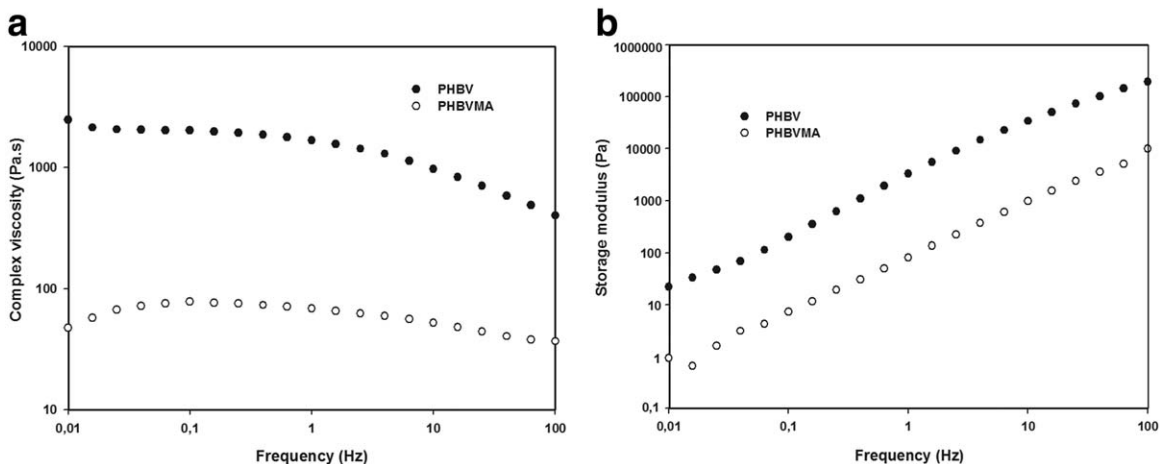 a
Complex viscosity (Pa.s)
10000
1000
100
10
0,01
0,1
1
10
100
Frequency (Hz)
PHBV
PHBVMA
b
Storage modulus (Pa)
1000000
100000
10000
1000
100
10
1
0,1
0,01
0,1
1
10
100
Frequency (Hz)
PHBV
PHBVMA